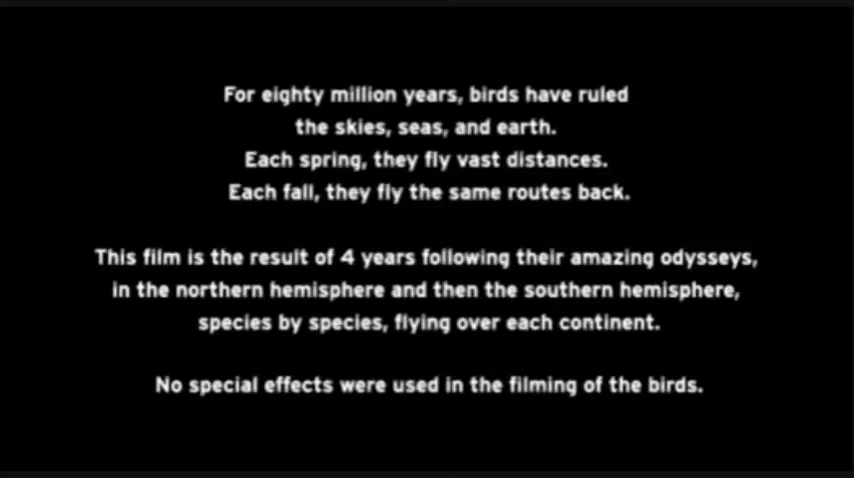 For eighty million years, birds have ruled
the skies, seas, and earth.
Each spring, they fly vast distances.
Each fall, they fly the same routes back.
This film is the result of 4 years following their amazing odysseys,
in the northern hemisphere and then the southern hemisphere,
species by species, flying over each continent.
No special effects were used in the filming of the birds.